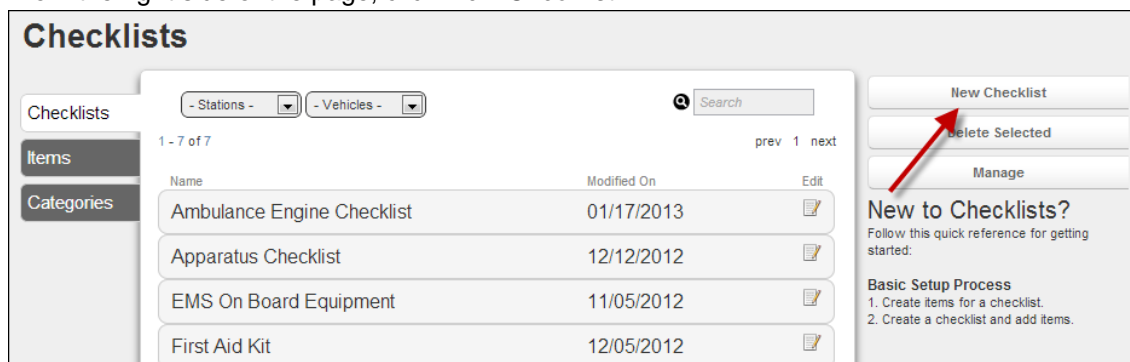 Checklists
Checklists
Items
Categories
- Stations -
- Vehicles -
Search
1 - 7 of 7
prev 1 next
Name Modified On Edit
Ambulance Engine Checklist 01/17/2013
Apparatus Checklist 12/12/2012
EMS On Board Equipment 11/05/2012
First Aid Kit 12/05/2012
New Checklist
Delete Selected
Manage
New to Checklists?
Follow this quick reference for getting
started:
Basic Setup Process
1. Create items for a checklist.
2. Create a checklist and add items.